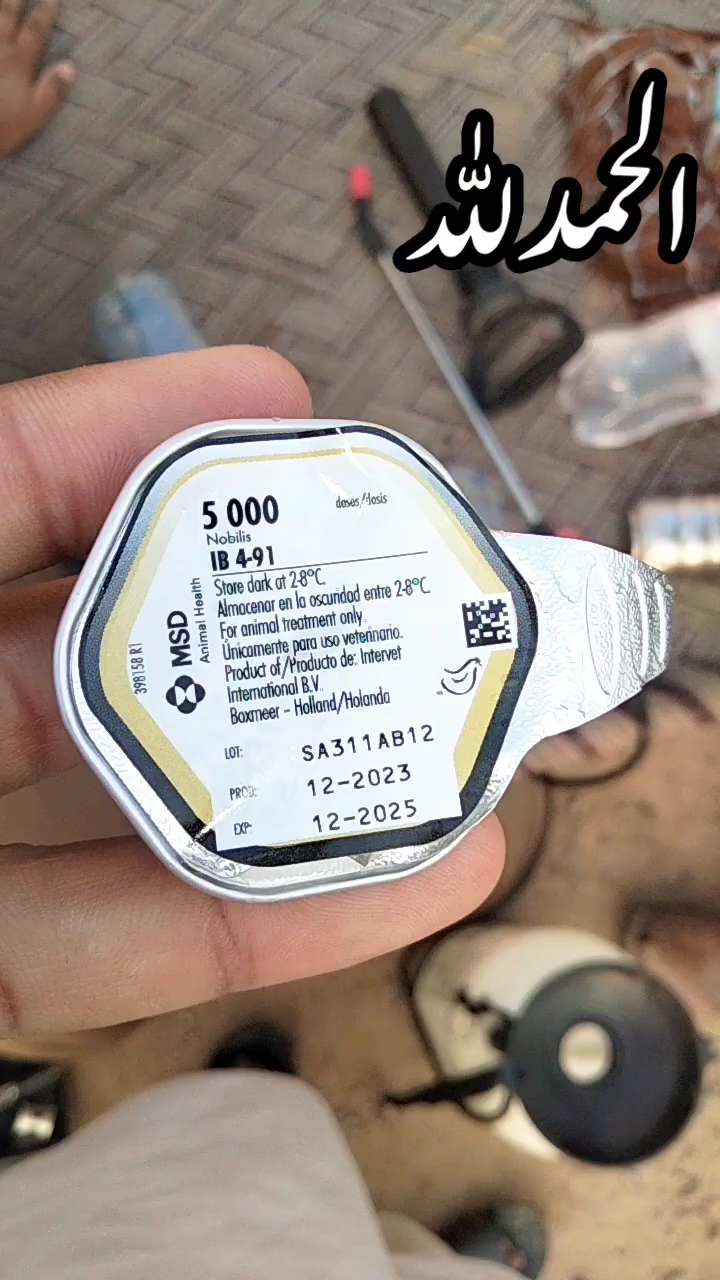 الحمدلله
5 000 doses/dosis
Nobilis
IB 4-91
Store dark at 2-8°C
Almacenar en la oscuridad entre 2-8°C
For animal treatment only.
Únicamente para uso veterinario.
Product of/Producto de: Intervet
International B.V.
Boxmeer - Holland/Holanda
MSD
Animal Health
398158 R1
LOT: SA311AB12
PROD: 12-2023
EXP: 12-2025